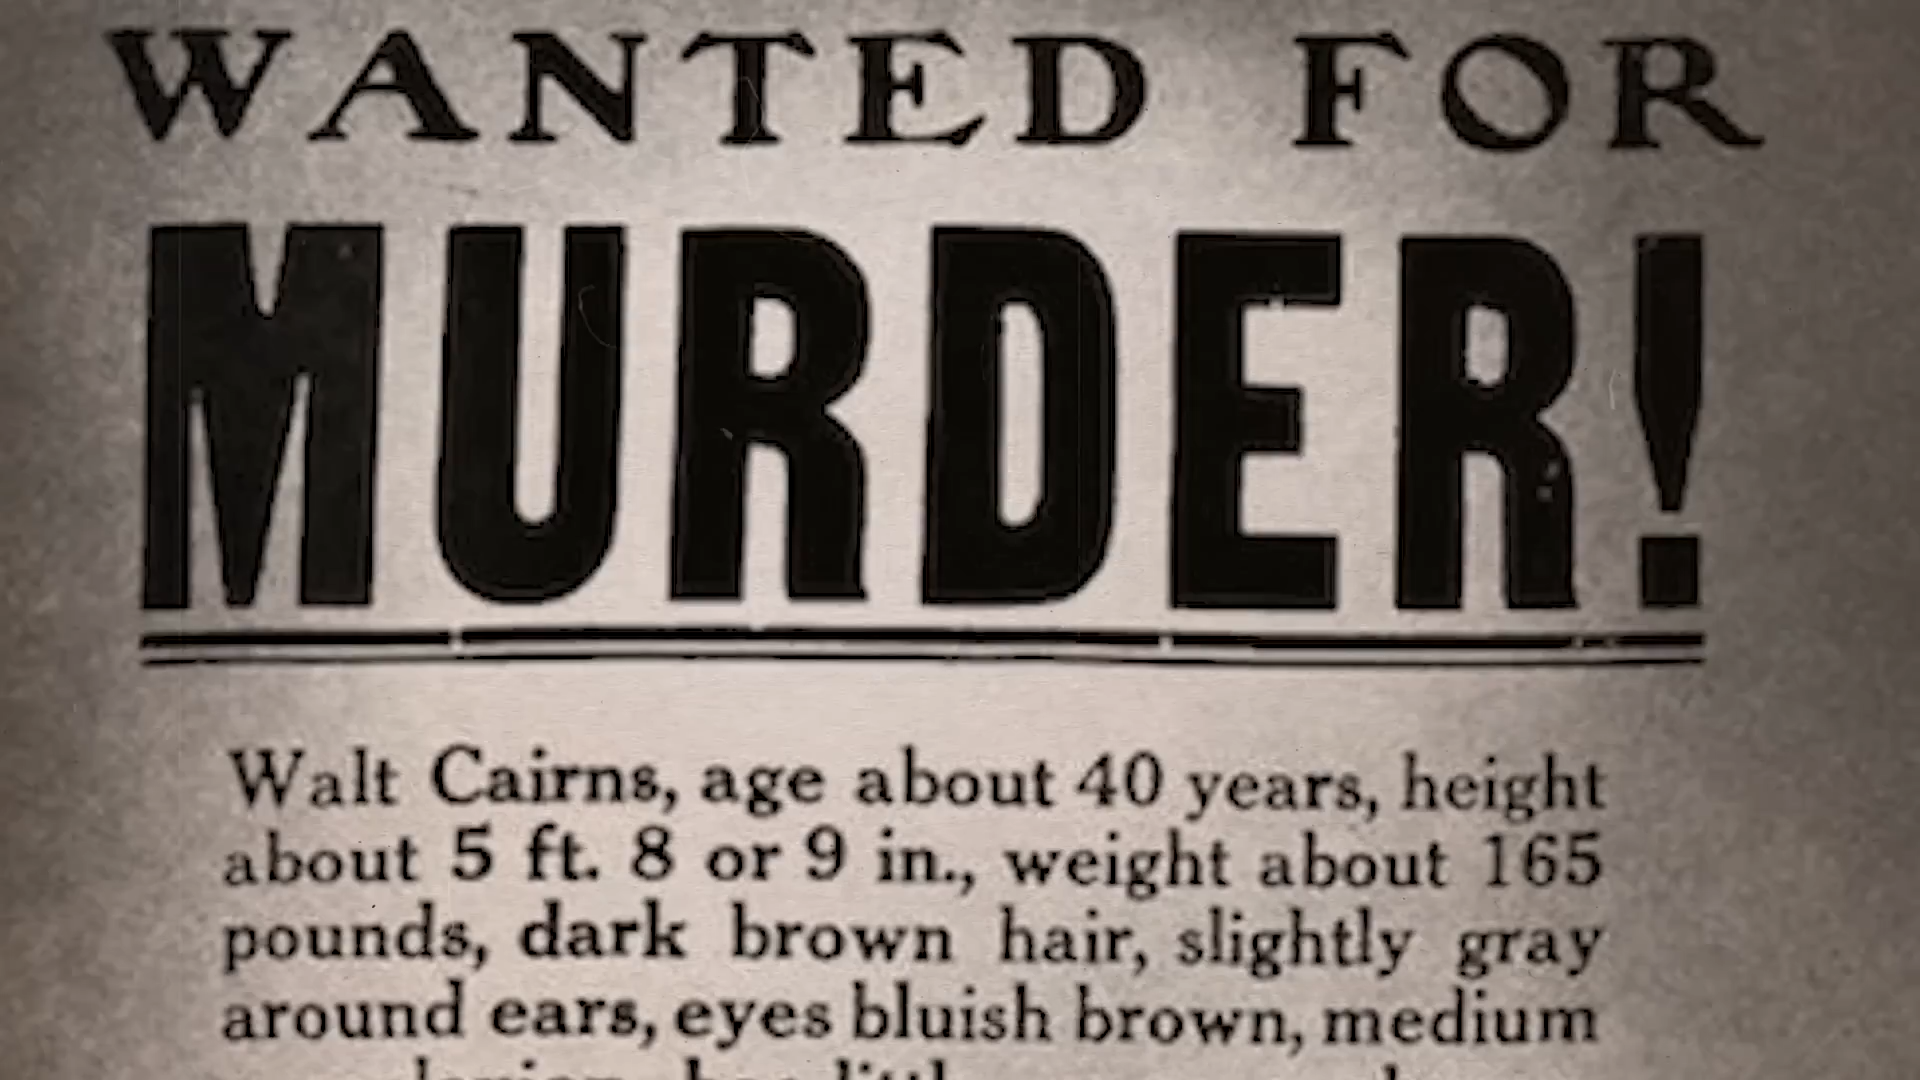 WANTED FOR
MURDER!
Walt Cairns, age about 40 years, height
about 5 ft. 8 or 9 in., weight about 165
pounds, dark brown hair, slightly gray
around ears, eyes bluish brown, medium